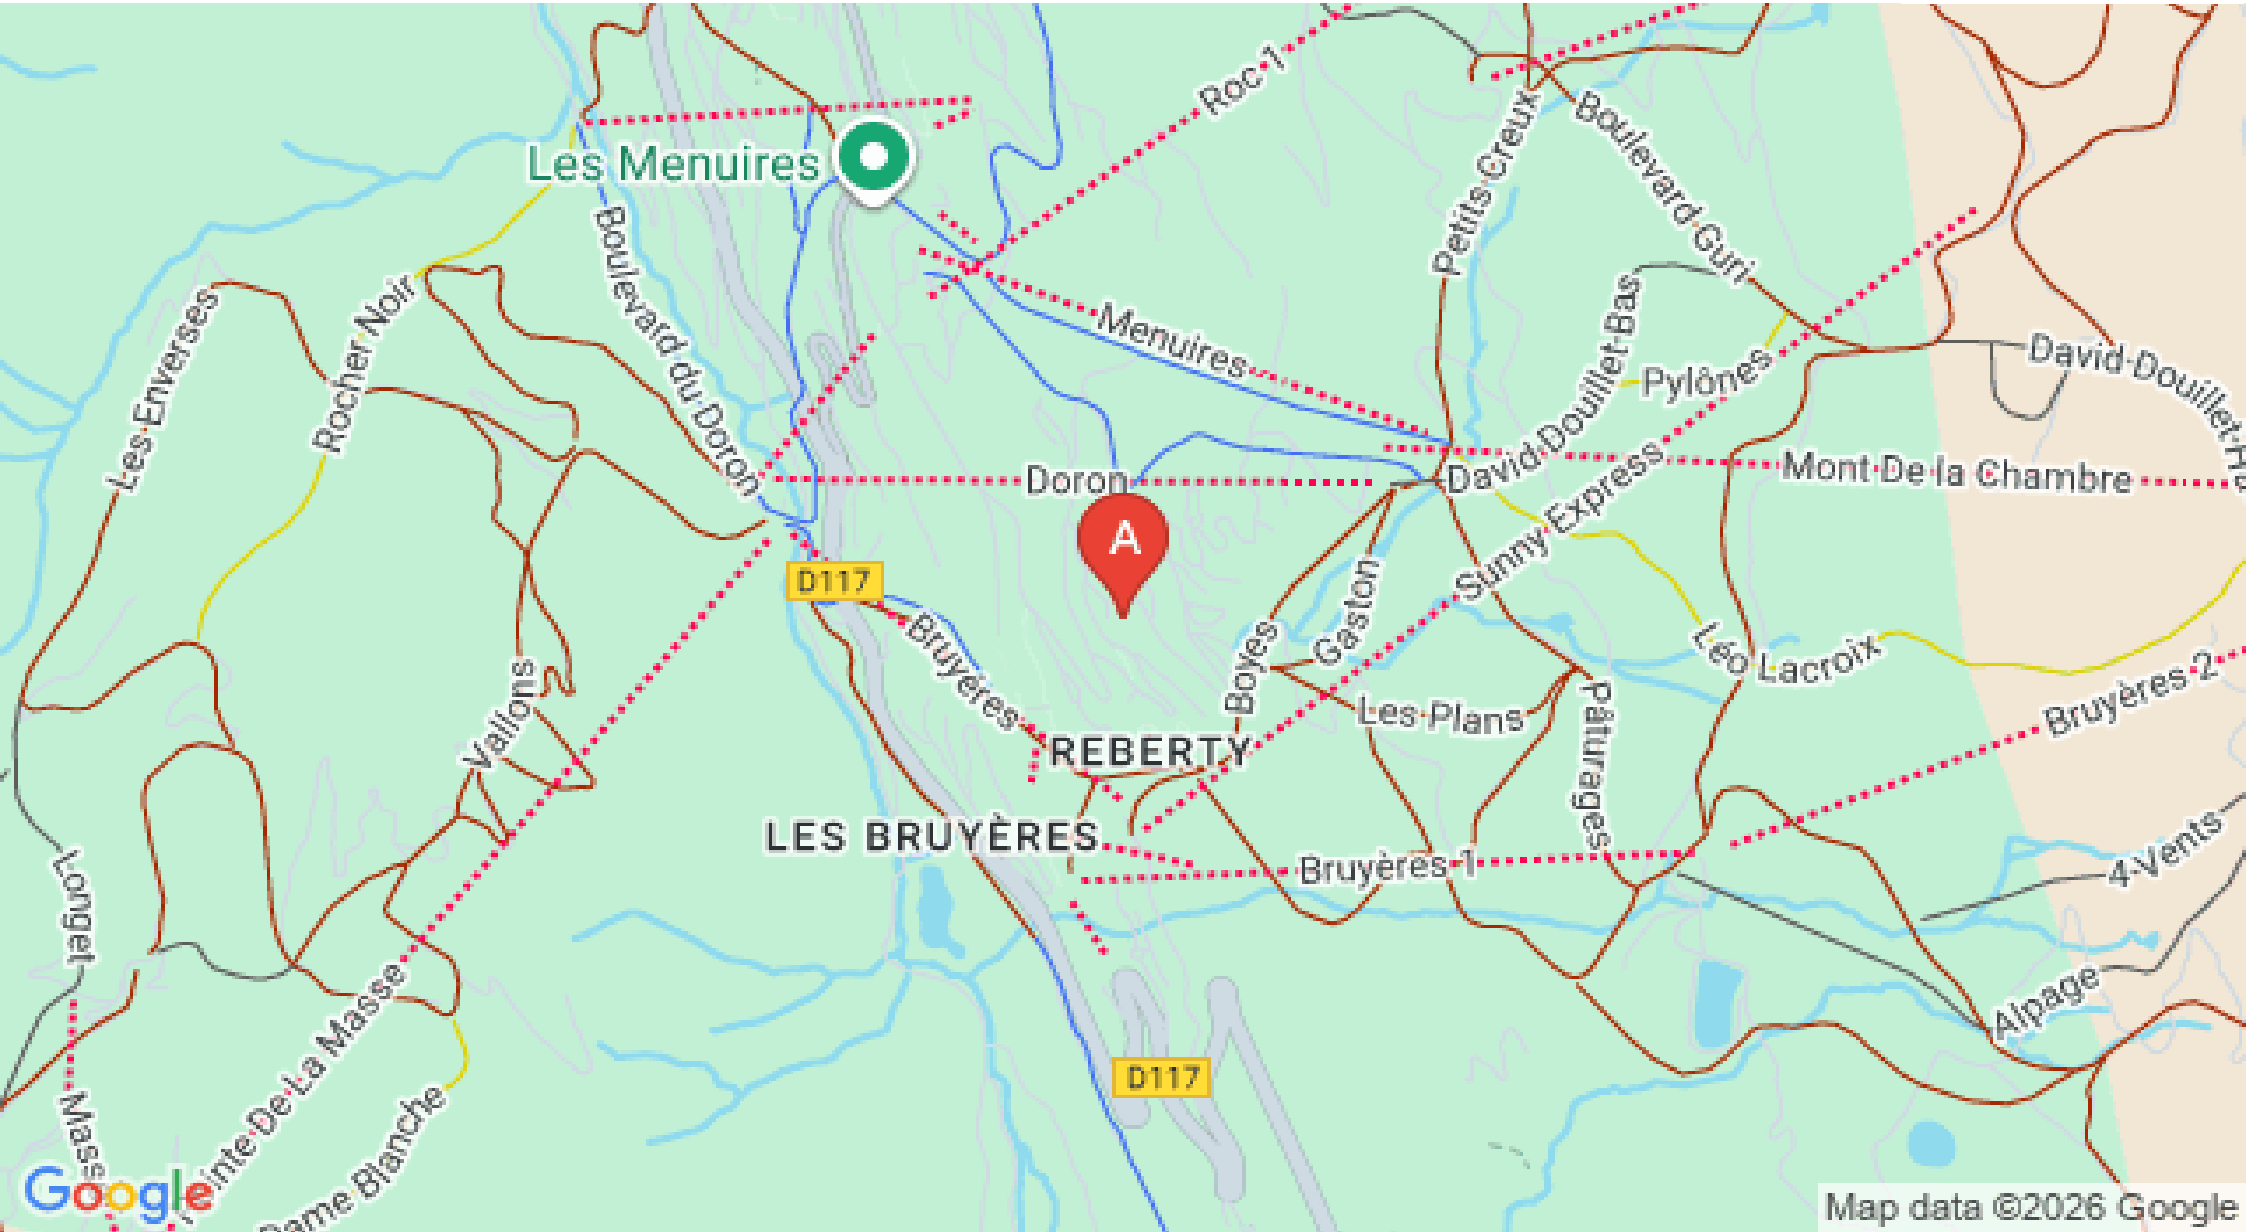 Roc 1
Petits Creux
Boulevard Guri
Les Menuires
Boulevard du Doron
Les Enverses
Rocher Noir
Menuires
David Douillet Bas
Pylônes
David Douillet Ha
Doron
Mont De la Chambre
A
Sunny Express
D117
Bruyères
Gaston
Boyes
Léo Lacroix
Vallons
Les Plans
Pâturages
Bruyères 2
REBERTY
LES BRUYÈRES
Bruyères 1
4 Vents
Longet
Alpage
D117
Masse
inte De La Masse
Dame Blanche
Google
Map data ©2026 Google